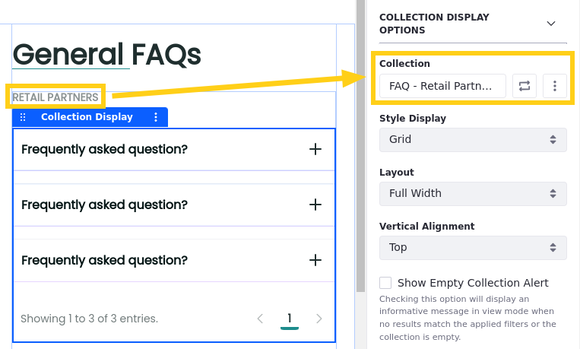 General FAQs
RETAIL PARTNERS
Collection Display
Frequently asked question?
Frequently asked question?
Frequently asked question?
Showing 1 to 3 of 3 entries.
1
COLLECTION DISPLAY
OPTIONS
Collection
FAQ - Retail Partn...
Style Display
Grid
Layout
Full Width
Vertical Alignment
Top
Show Empty Collection Alert
Checking this option will display an
informative message in view mode when
no results match the applied filters or the
collection is empty.